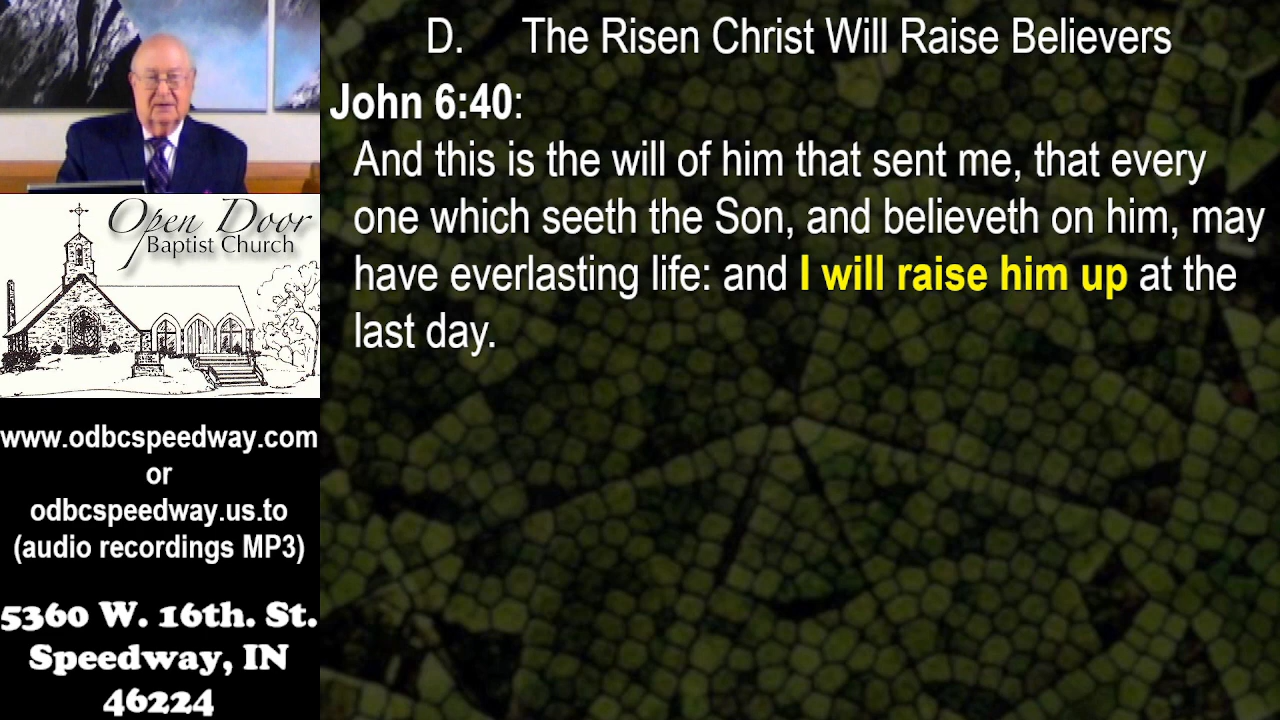 D. The Risen Christ Will Raise Believers
John 6:40:
And this is the will of him that sent me, that every
one which seeth the Son, and believeth on him, may
have everlasting life: and I will raise him up at the
last day.
Open Door
Baptist Church
www.odbcspeedway.com
or
odbcspeedway.us.to
(audio recordings MP3)
5360 W. 16th. St.
Speedway, IN
46224